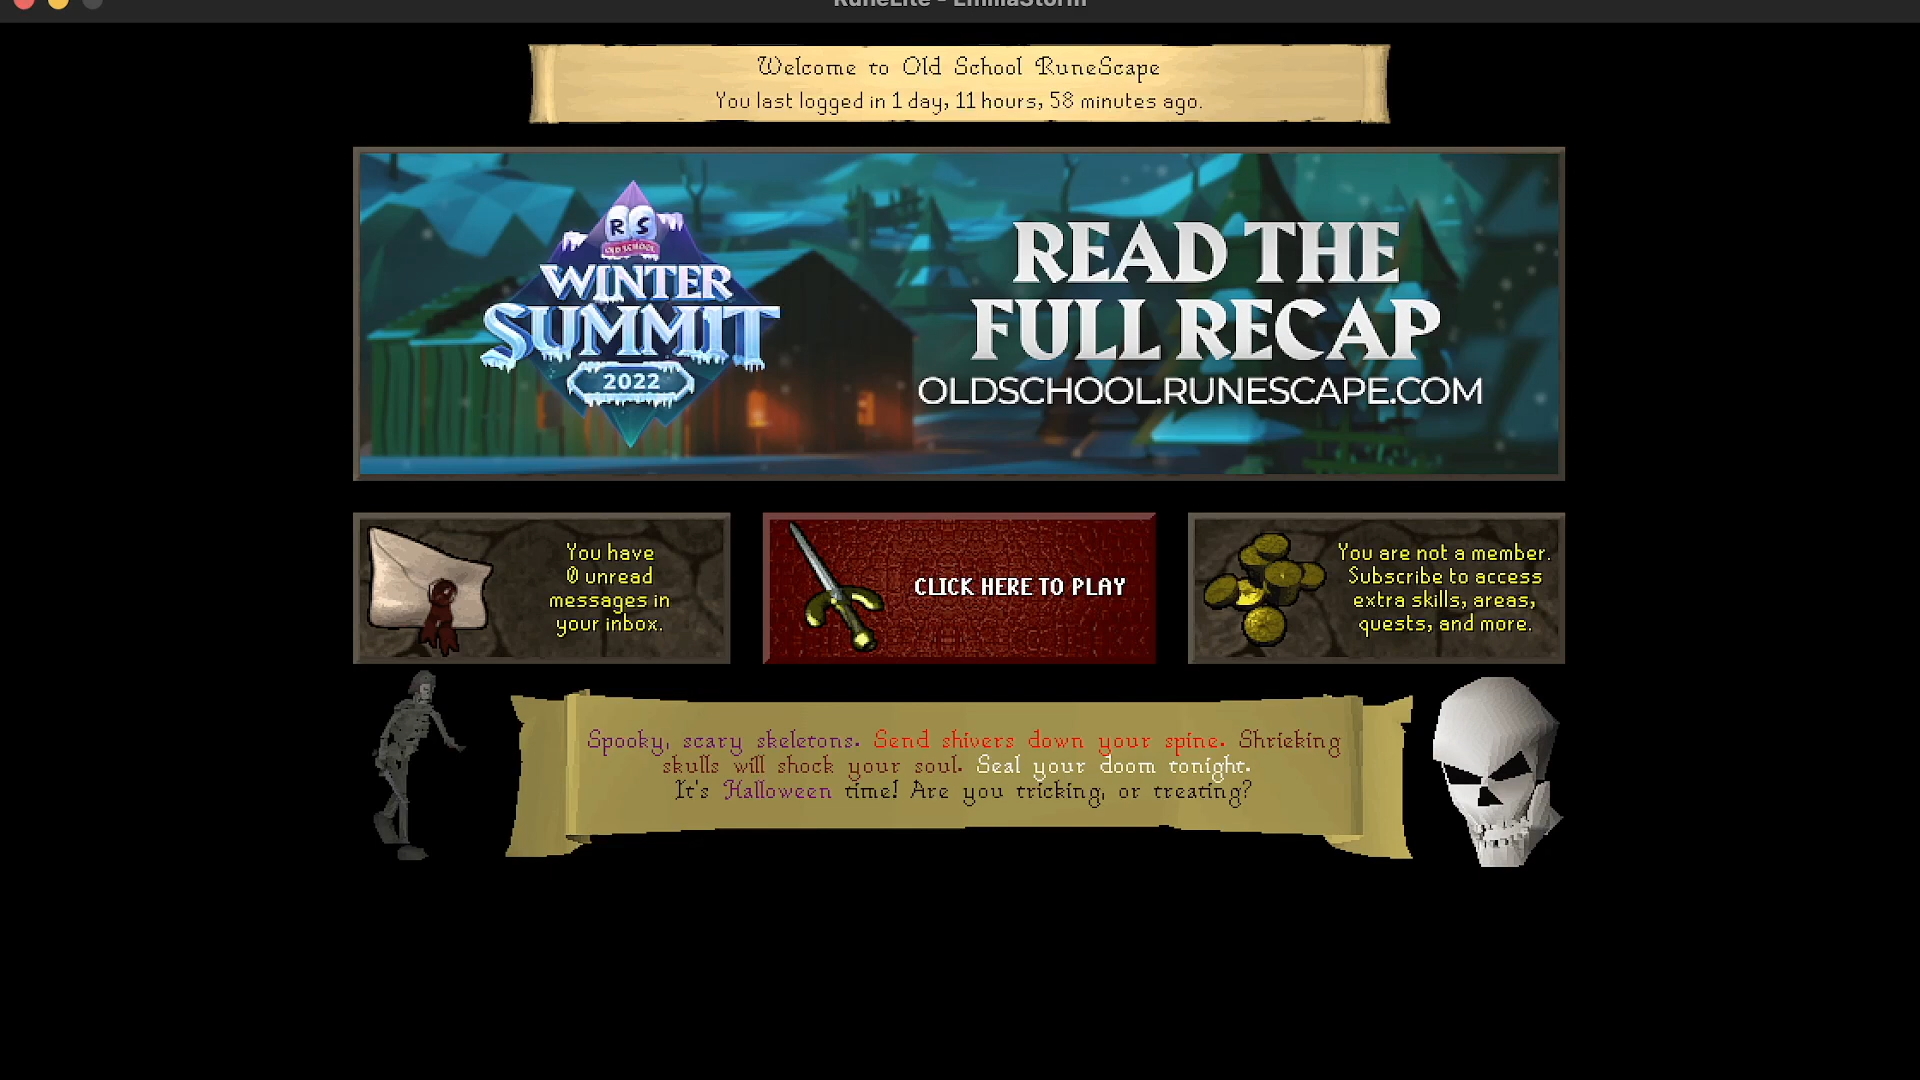 RuneLite - EmmaStorm
Welcome to Old School RuneScape
You last logged in 1 day, 11 hours, 58 minutes ago.
RS
OLD SCHOOL
WINTER
SUMMIT
2022
READ THE
FULL RECAP
OLDSCHOOL.RUNESCAPE.COM
You have
0 unread
messages in
your inbox.
CLICK HERE TO PLAY
You are not a member.
Subscribe to access
extra skills, areas,
quests, and more.
Spooky, scary skeletons. Send shivers down your spine. Shrieking
skulls will shock your soul. Seal your doom tonight.
It's Halloween time! Are you tricking, or treating?